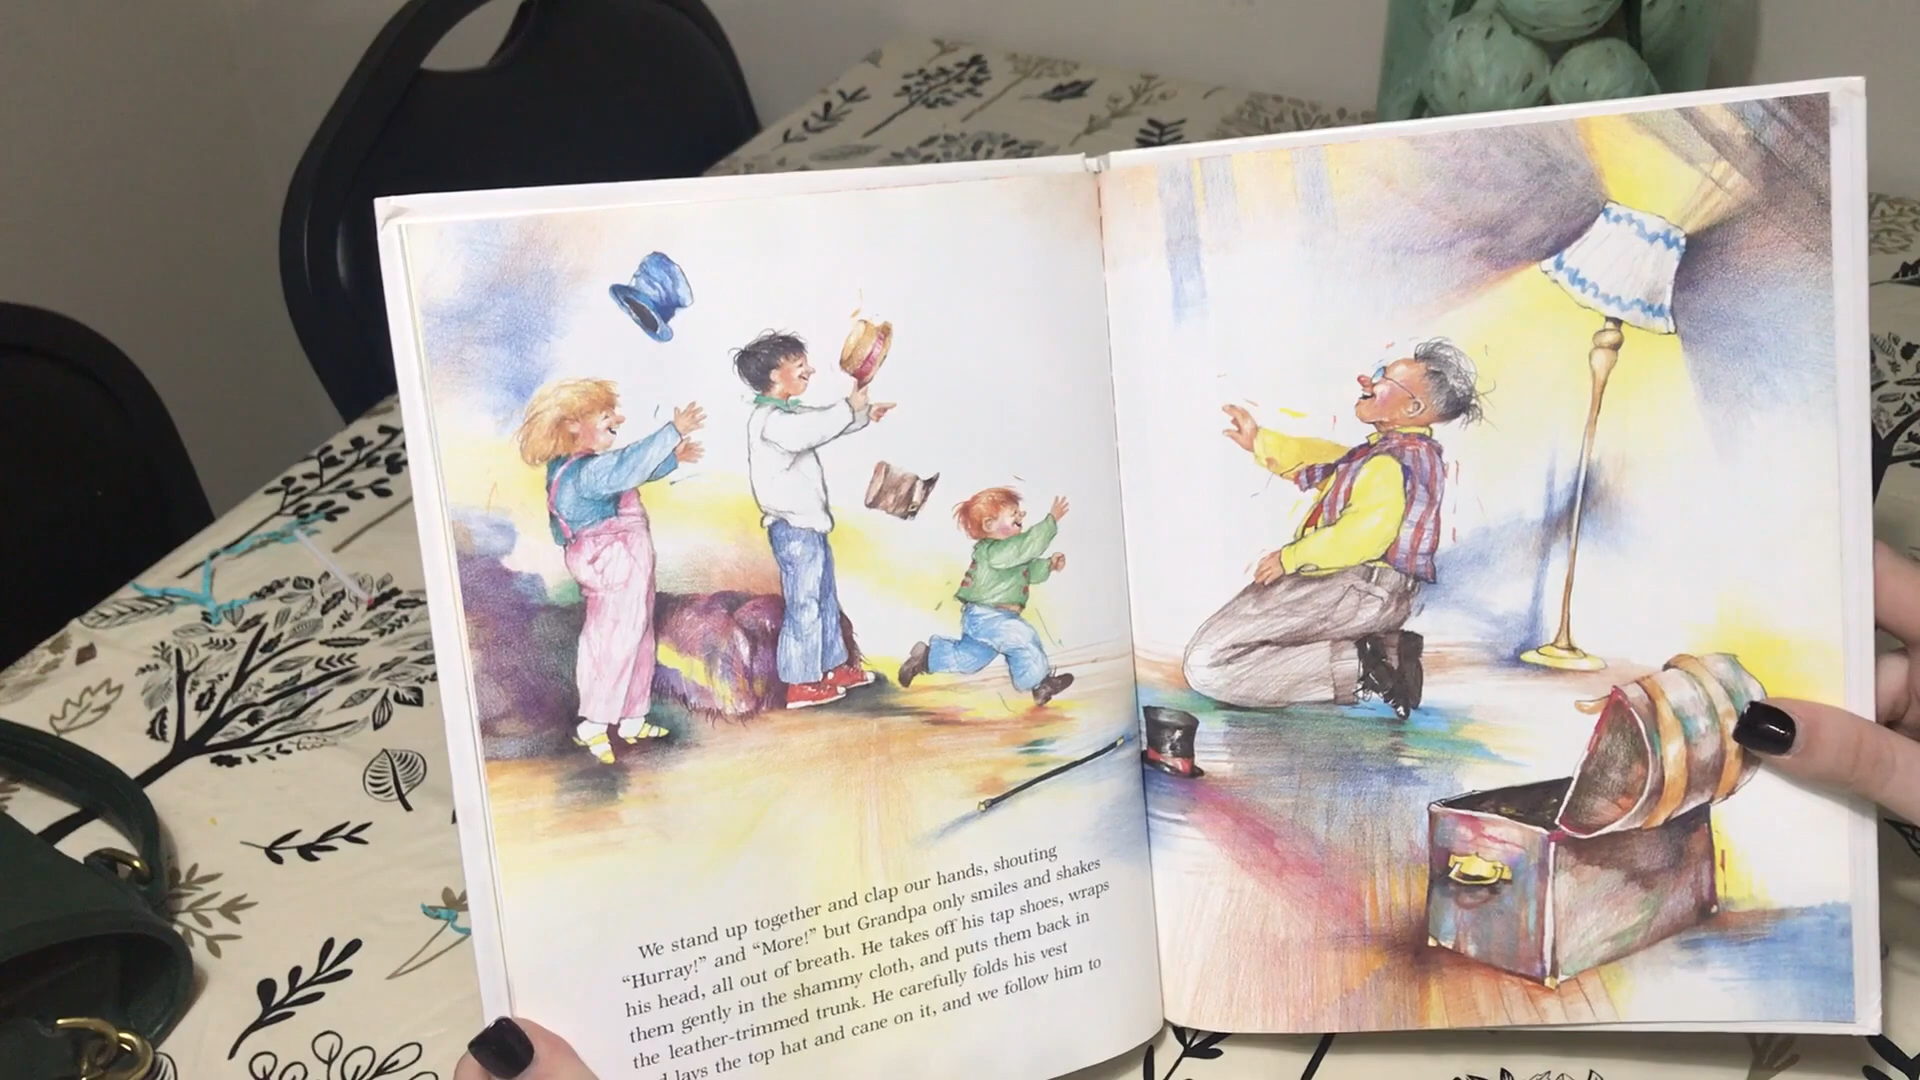 We stand up together and clap our hands, shouting
“Hurray!” and “More!” but Grandpa only smiles and shakes
his head, all out of breath. He takes off his tap shoes, wraps
them gently in the shammy cloth, and puts them back in
the leather-trimmed trunk. He carefully folds his vest
lays the top hat and cane on it, and we follow him to